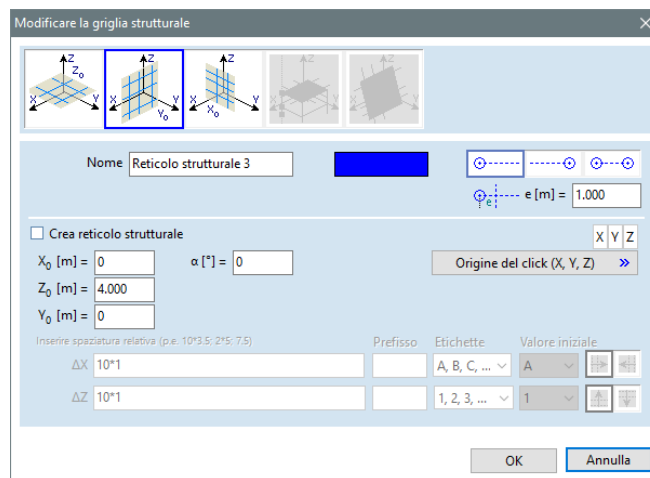 Modificare la griglia strutturale
Z Z₀ X Y
Z X Y Y₀
Z X Y X₀
Z X Y
Z X Y
Nome Reticolo strutturale 3
e e [m] = 1.000
Crea reticolo strutturale
X Y Z
X₀ [m] = 0 α [°] = 0 Origine del click (X, Y, Z) »
Z₀ [m] = 4.000
Y₀ [m] = 0
Inserire spaziatura relativa (p.e. 10*3.5; 2*5; 7.5) Prefisso Etichette Valore iniziale
ΔX 10*1 A, B, C, ... A
ΔZ 10*1 1, 2, 3, ... 1
OK Annulla